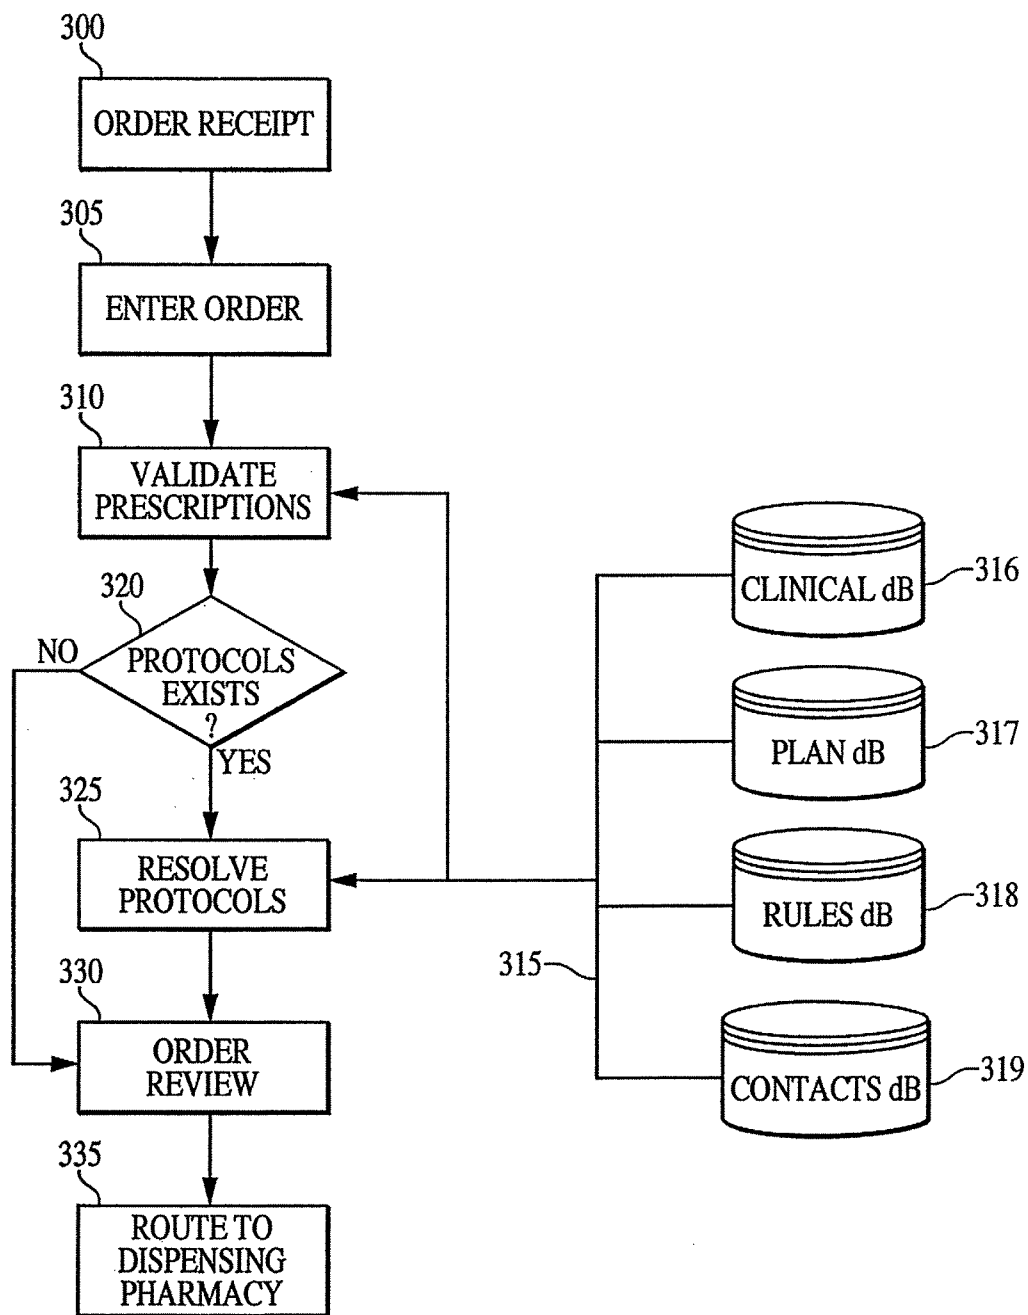 300
ORDER RECEIPT
305
ENTER ORDER
310
VALIDATE
PRESCRIPTIONS
320
NO
PROTOCOLS
EXISTS
?
YES
325
RESOLVE
PROTOCOLS
330
ORDER
REVIEW
335
ROUTE TO
DISPENSING
PHARMACY
315
CLINICAL dB
316
PLAN dB
317
RULES dB
318
CONTACTS dB
319